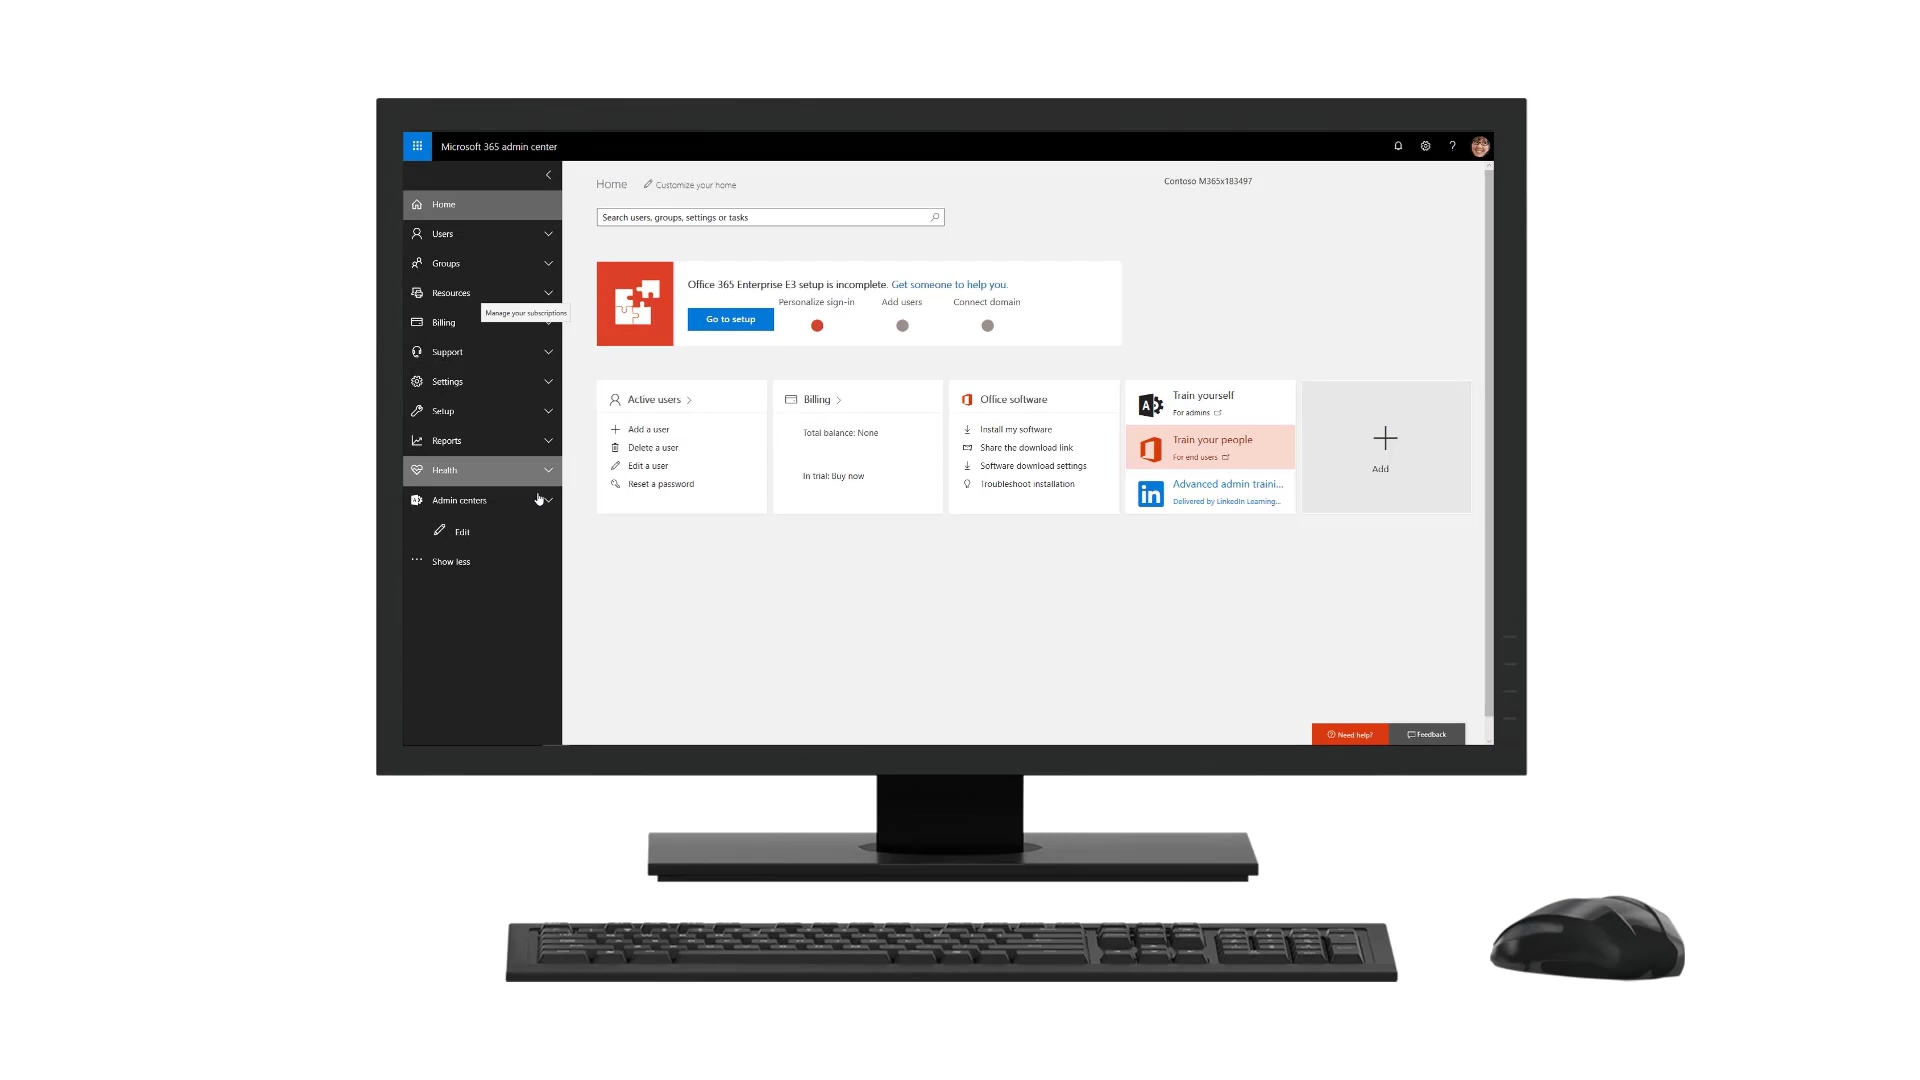 Microsoft 365 admin center
?
Home
Customize your home
Contoso M365x183497
Search users, groups, settings or tasks
Home
Users
Groups
Resources
Manage your subscriptions
Billing
Support
Settings
Setup
Reports
Health
Admin centers
Edit
Show less
Office 365 Enterprise E3 setup is incomplete. Get someone to help you.
Personalize sign-in Add users Connect domain
Go to setup
Active users
Add a user
Delete a user
Edit a user
Reset a password
Billing
Total balance: None
In trial: Buy now
Office software
Install my software
Share the download link
Software download settings
Troubleshoot installation
A
Train yourself
For admins
Train your people
For end users
in
Advanced admin traini...
Delivered by LinkedIn Learning...
Add
Need help?
Feedback